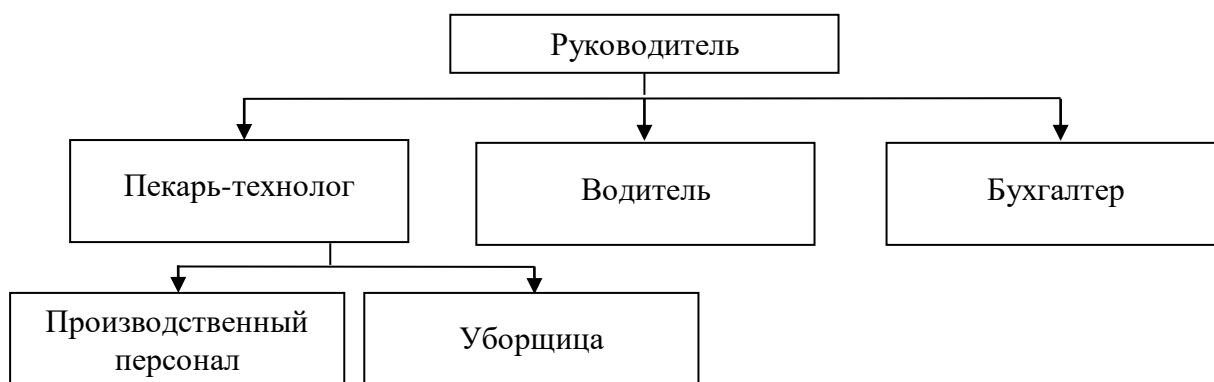 Руководитель
Пекарь-технолог
Водитель
Бухгалтер
Производственный
персонал
Уборщица